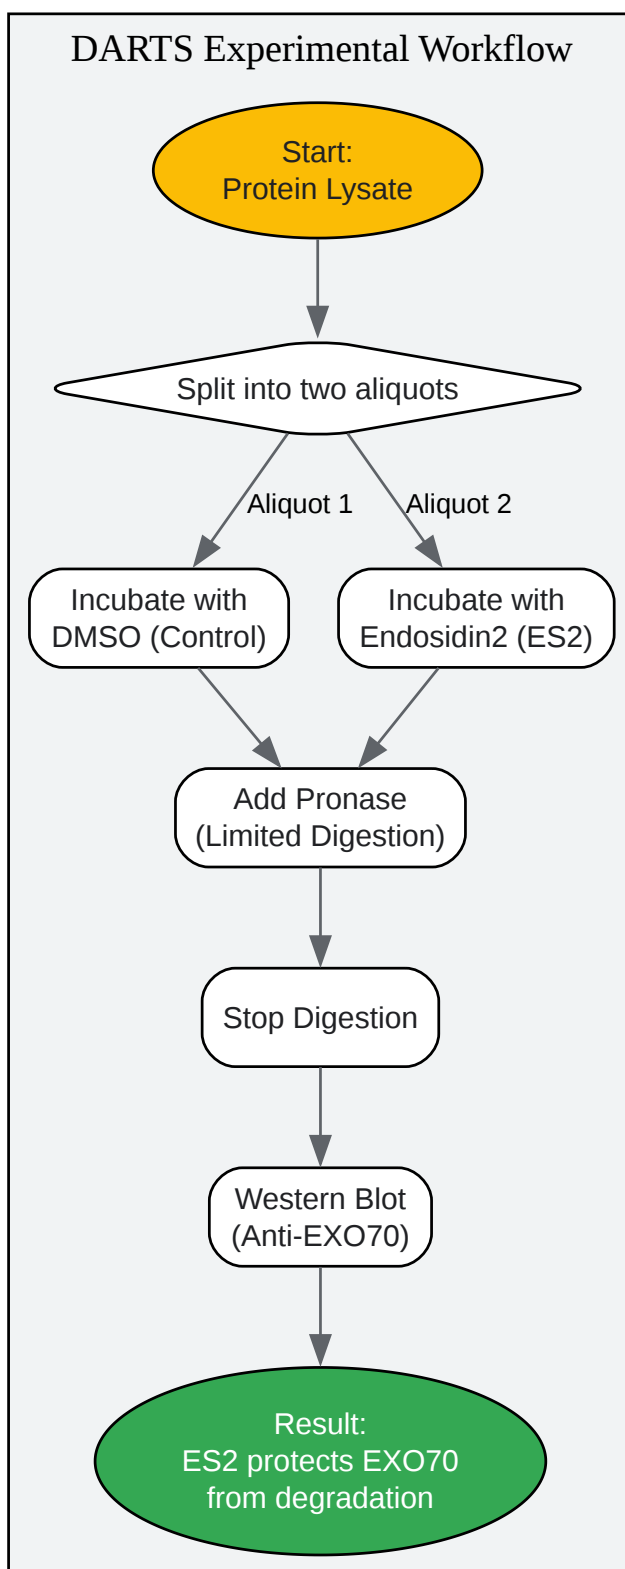 DARTS Experimental Workflow
Start:
Protein Lysate
Split into two aliquots
Aliquot 1
Aliquot 2
Incubate with
DMSO (Control)
Incubate with
Endosidin2 (ES2)
Add Pronase
(Limited Digestion)
Stop Digestion
Western Blot
(Anti-EXO70)
Result:
ES2 protects EXO70
from degradation